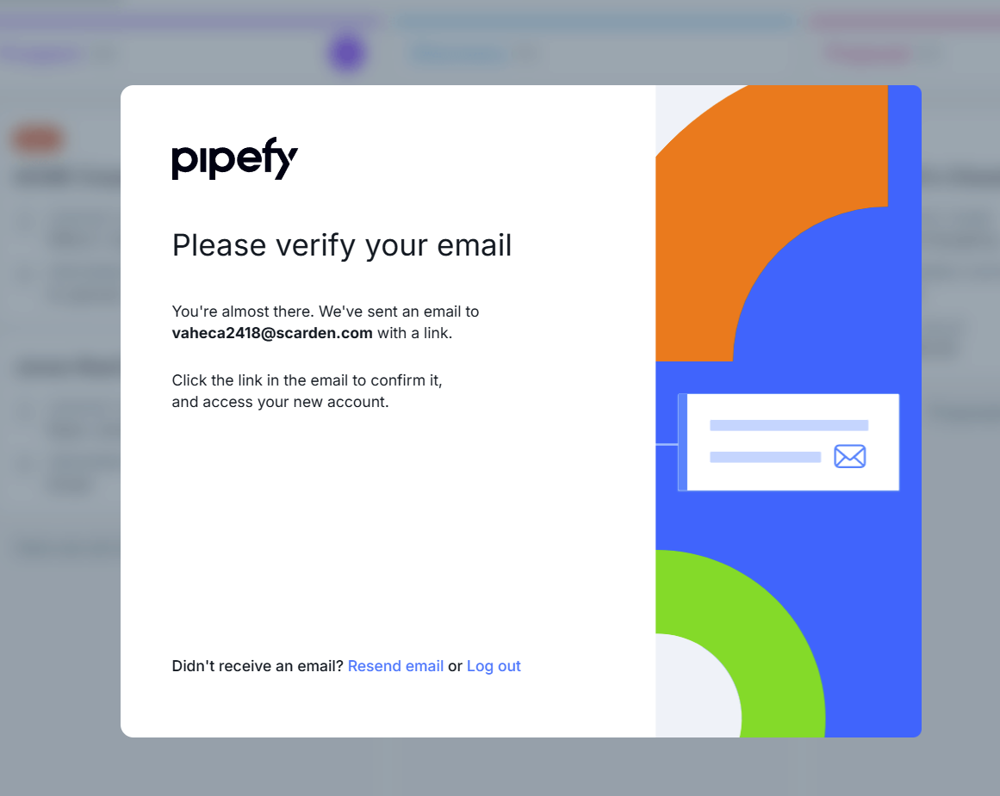 pipefy
Please verify your email
You're almost there. We've sent an email to
vaheca2418@scarden.com with a link.
Click the link in the email to confirm it,
and access your new account.
Didn't receive an email? Resend email or Log out